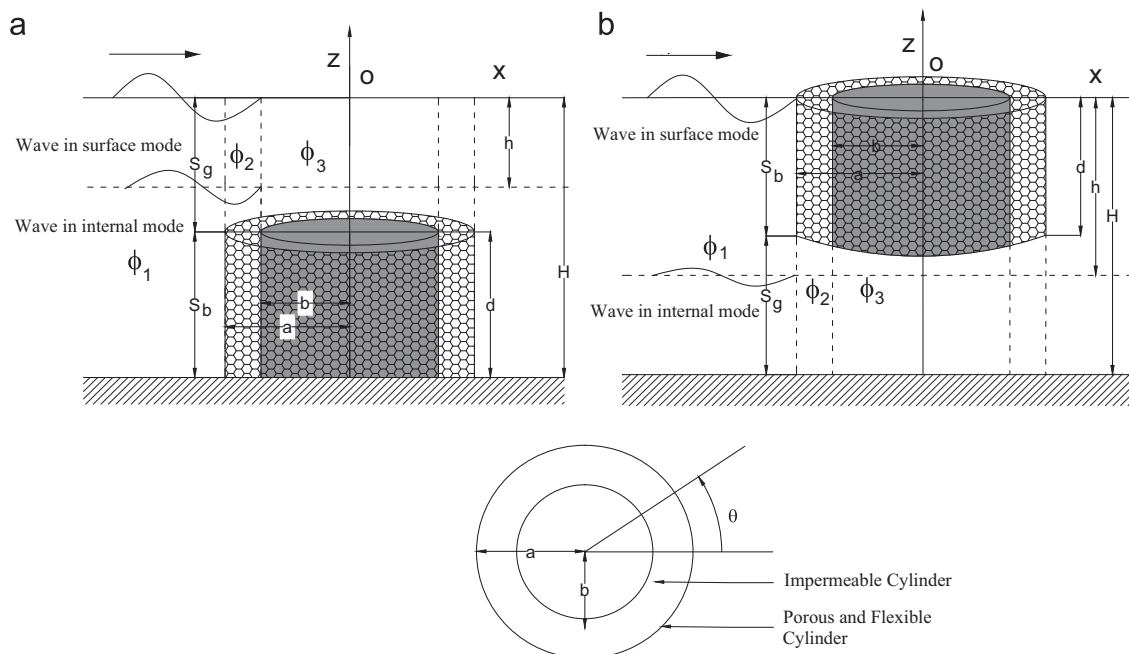 a
z
o
x
Wave in surface mode
S_g
ϕ_2
ϕ_3
h
Wave in internal mode
ϕ_1
S_b
b
a
d
H
b
z
o
x
Wave in surface mode
S_b
b
a
d
h
H
ϕ_1
S_g
ϕ_2
ϕ_3
Wave in internal mode
θ
a
b
Impermeable Cylinder
Porous and Flexible
Cylinder